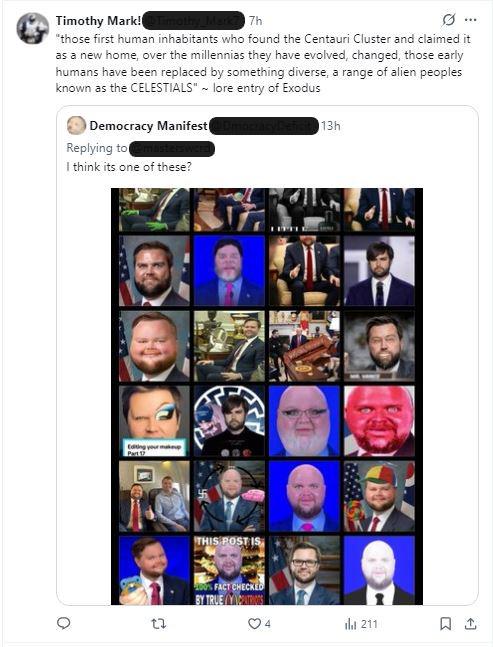 Timothy Mark! 7h
"those first human inhabitants who found the Centauri Cluster and claimed it
as a new home, over the millennias they have evolved, changed, those early
humans have been replaced by something diverse, a range of alien peoples
known as the CELESTIALS" ~ lore entry of Exodus
Democracy Manifest 13h
Replying to
I think its one of these?
Editing your makeup
Part 17
THIS POST IS
100% FACT CHECKED
BY TRUE PATRIOTS
4
211